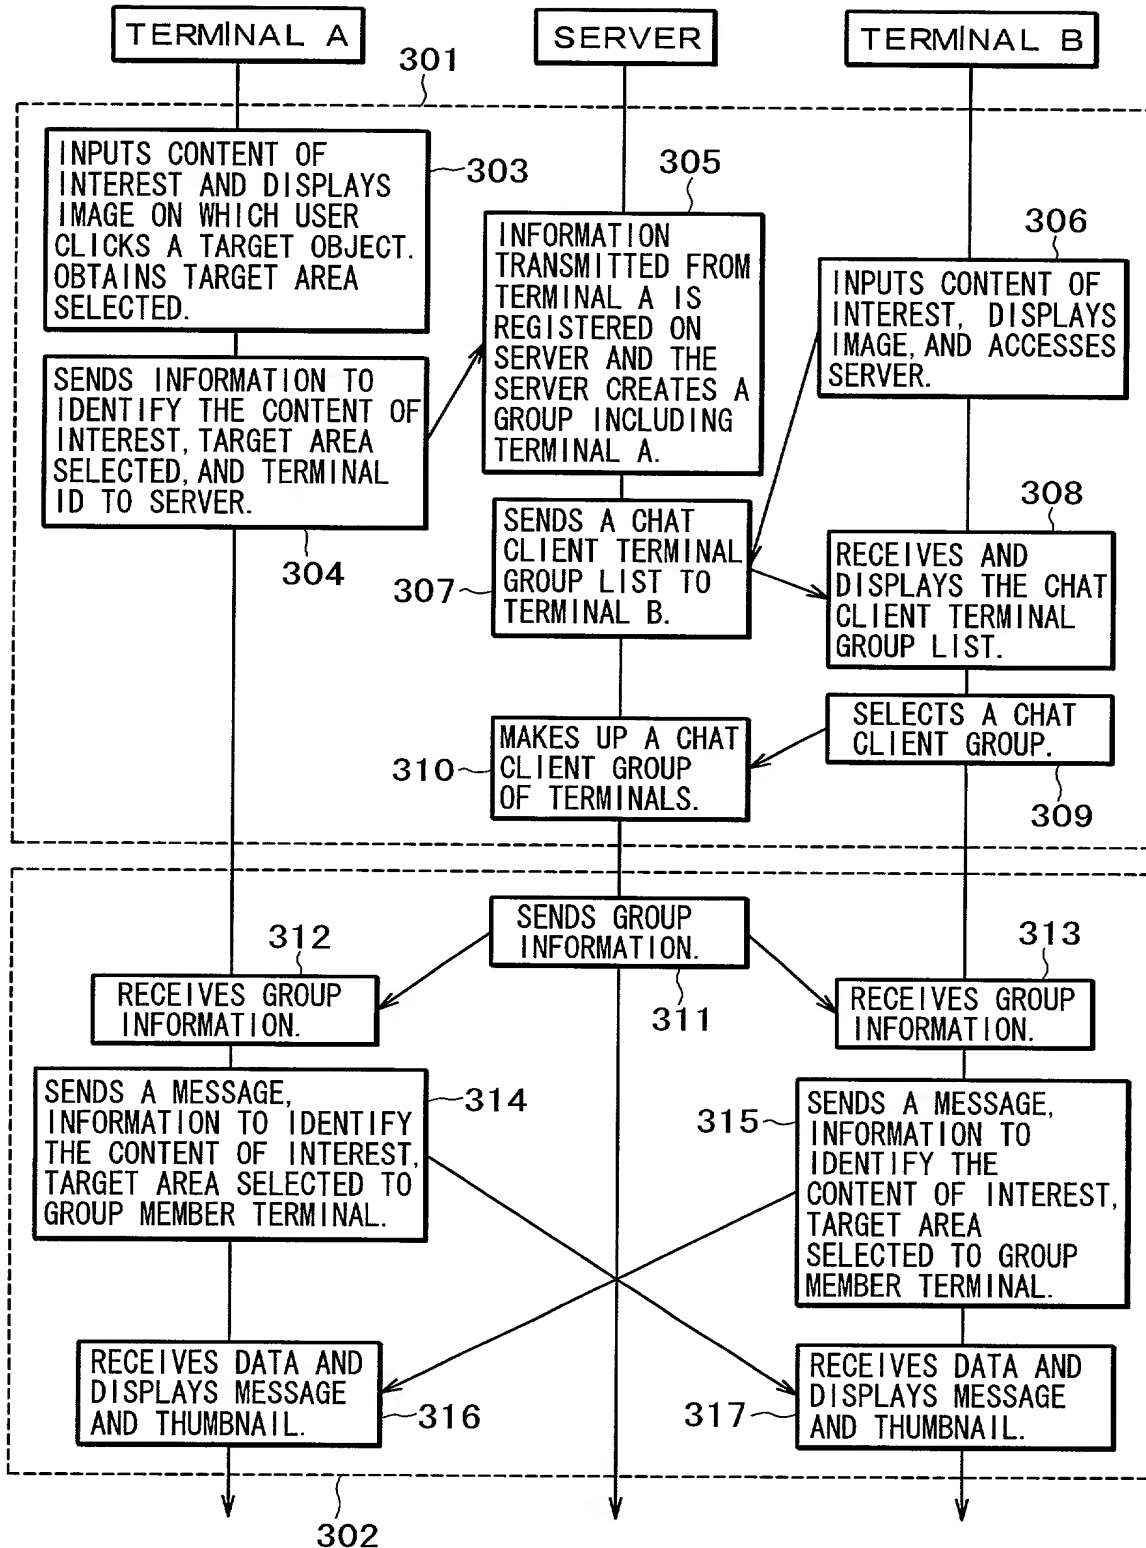 TERMINAL A
SERVER
TERMINAL B
301
INPUTS CONTENT OF
INTEREST AND DISPLAYS
IMAGE ON WHICH USER
CLICKS A TARGET OBJECT.
OBTAINS TARGET AREA
SELECTED.
303
SENDS INFORMATION TO
IDENTIFY THE CONTENT OF
INTEREST, TARGET AREA
SELECTED, AND TERMINAL
ID TO SERVER.
304
305
INFORMATION
TRANSMITTED FROM
TERMINAL A IS
REGISTERED ON
SERVER AND THE
SERVER CREATES A
GROUP INCLUDING
TERMINAL A.
306
INPUTS CONTENT OF
INTEREST, DISPLAYS
IMAGE, AND ACCESSES
SERVER.
307
SENDS A CHAT
CLIENT TERMINAL
GROUP LIST TO
TERMINAL B.
308
RECEIVES AND
DISPLAYS THE CHAT
CLIENT TERMINAL
GROUP LIST.
SELECTS A CHAT
CLIENT GROUP.
309
310
MAKES UP A CHAT
CLIENT GROUP
OF TERMINALS.
SENDS GROUP
INFORMATION.
311
312
RECEIVES GROUP
INFORMATION.
313
RECEIVES GROUP
INFORMATION.
SENDS A MESSAGE,
INFORMATION TO IDENTIFY
THE CONTENT OF INTEREST,
TARGET AREA SELECTED TO
GROUP MEMBER TERMINAL.
314
315
SENDS A MESSAGE,
INFORMATION TO
IDENTIFY THE
CONTENT OF INTEREST,
TARGET AREA
SELECTED TO GROUP
MEMBER TERMINAL.
RECEIVES DATA AND
DISPLAYS MESSAGE
AND THUMBNAIL.
316
317
RECEIVES DATA AND
DISPLAYS MESSAGE
AND THUMBNAIL.
302